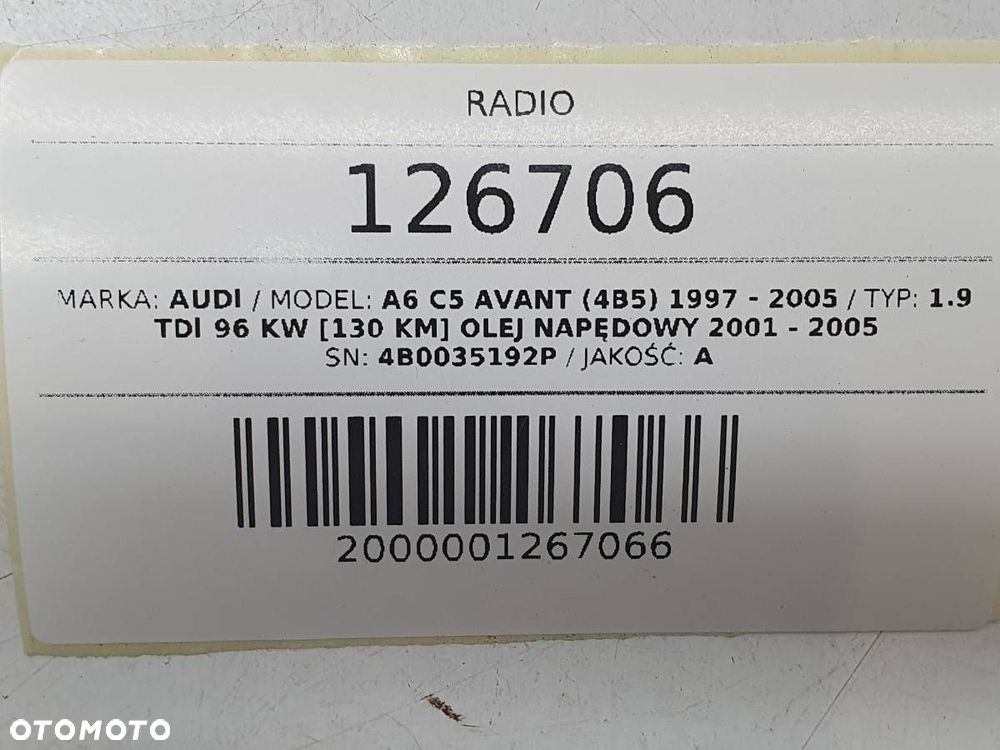 RADIO
126706
MARKA: AUDI / MODEL: A6 C5 AVANT (4B5) 1997 - 2005 / TYP: 1.9
TDI 96 KW [130 KM] OLEJ NAPĘDOWY 2001 - 2005
SN: 4B0035192P / JAKOŚĆ: A
2000001267066
OTOMOTO